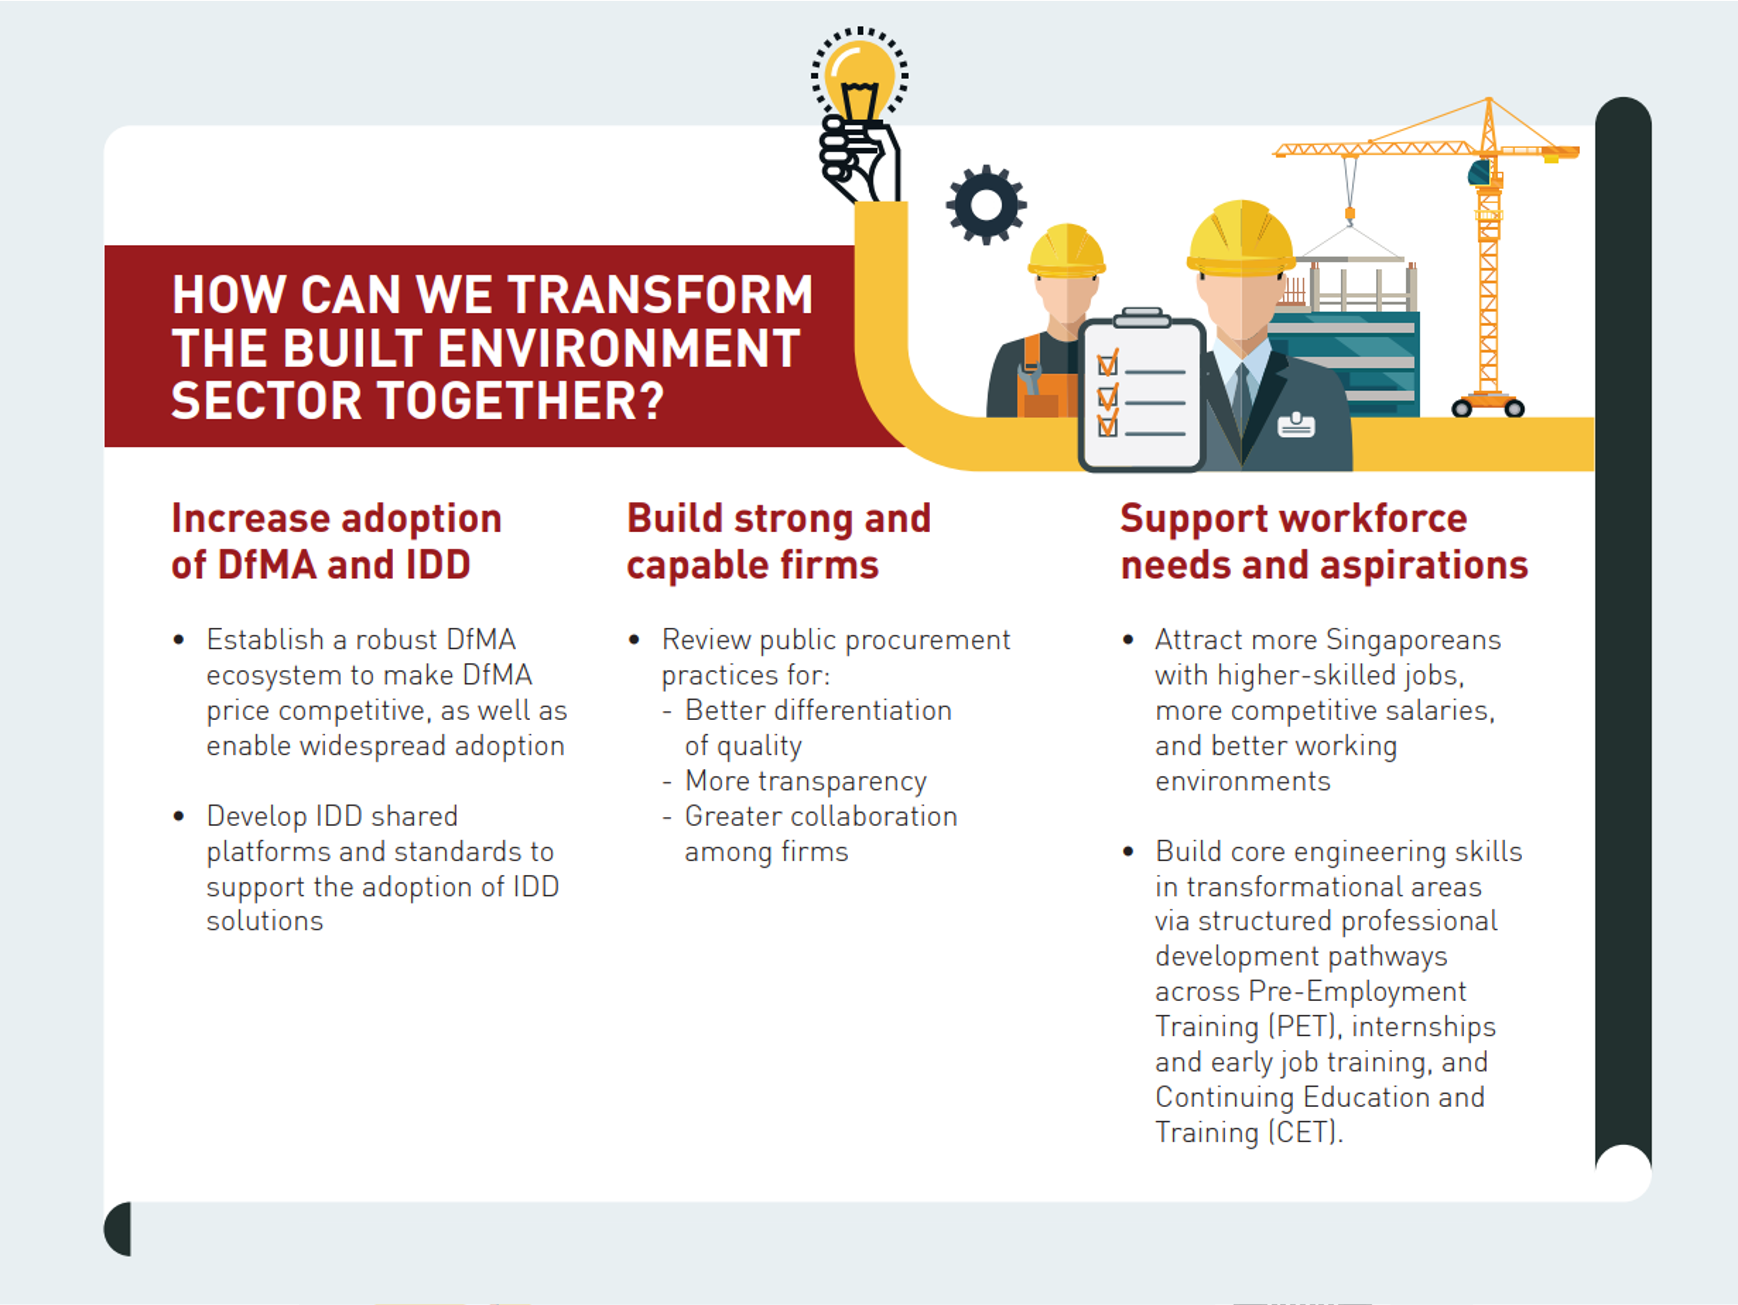 HOW CAN WE TRANSFORM
THE BUILT ENVIRONMENT
SECTOR TOGETHER?
Increase adoption
of DfMA and IDD
• Establish a robust DfMA
ecosystem to make DfMA
price competitive, as well as
enable widespread adoption
• Develop IDD shared
platforms and standards to
support the adoption of IDD
solutions
Build strong and
capable firms
• Review public procurement
practices for:
- Better differentiation
of quality
- More transparency
- Greater collaboration
among firms
Support workforce
needs and aspirations
• Attract more Singaporeans
with higher-skilled jobs,
more competitive salaries,
and better working
environments
• Build core engineering skills
in transformational areas
via structured professional
development pathways
across Pre-Employment
Training (PET), internships
and early job training, and
Continuing Education and
Training (CET).